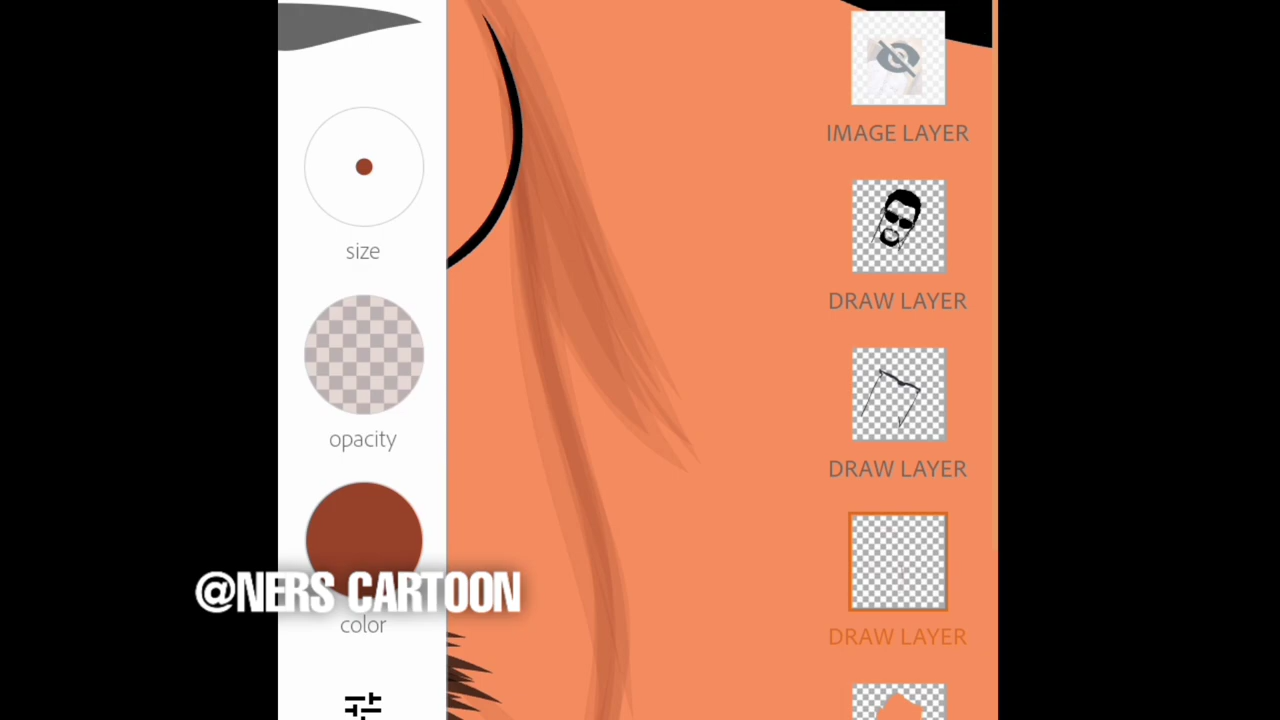 size
opacity
color
@NERS CARTOON
IMAGE LAYER
DRAW LAYER
DRAW LAYER
DRAW LAYER